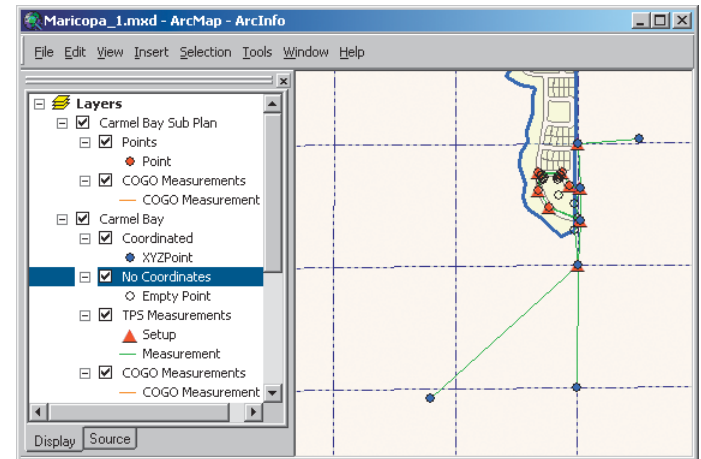 Maricopa_1.mxd - ArcMap - ArcInfo
File Edit View Insert Selection Tools Window Help
Layers
Carmel Bay Sub Plan
Points
Point
COGO Measurements
COGO Measurement
Carmel Bay
Coordinated
XYZPoint
No Coordinates
Empty Point
TPS Measurements
Setup
Measurement
COGO Measurements
COGO Measurement
Display Source